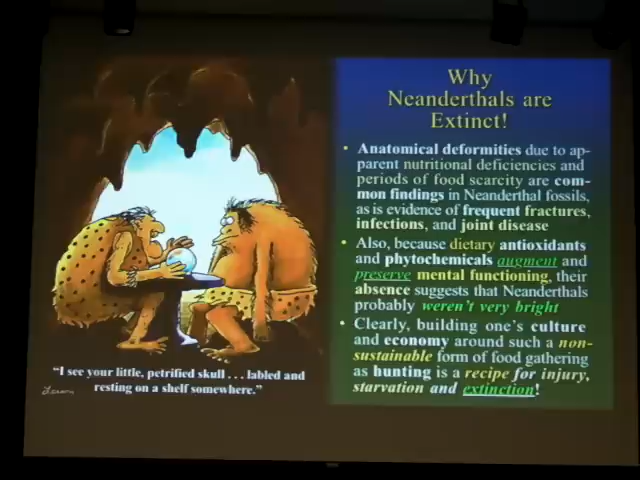 Why
Neanderthals are
Extinct!
• Anatomical deformities due to ap-
parent nutritional deficiencies and
periods of food scarcity are com-
mon findings in Neanderthal fossils,
as is evidence of frequent fractures,
infections, and joint disease
• Also, because dietary antioxidants
and phytochemicals augment and
preserve mental functioning, their
absence suggests that Neanderthals
probably weren't very bright
• Clearly, building one's culture
and economy around such a non-
sustainable form of food gathering
as hunting is a recipe for injury,
starvation and extinction!
"I see your little, petrified skull . . . labled and
resting on a shelf somewhere."
Larson